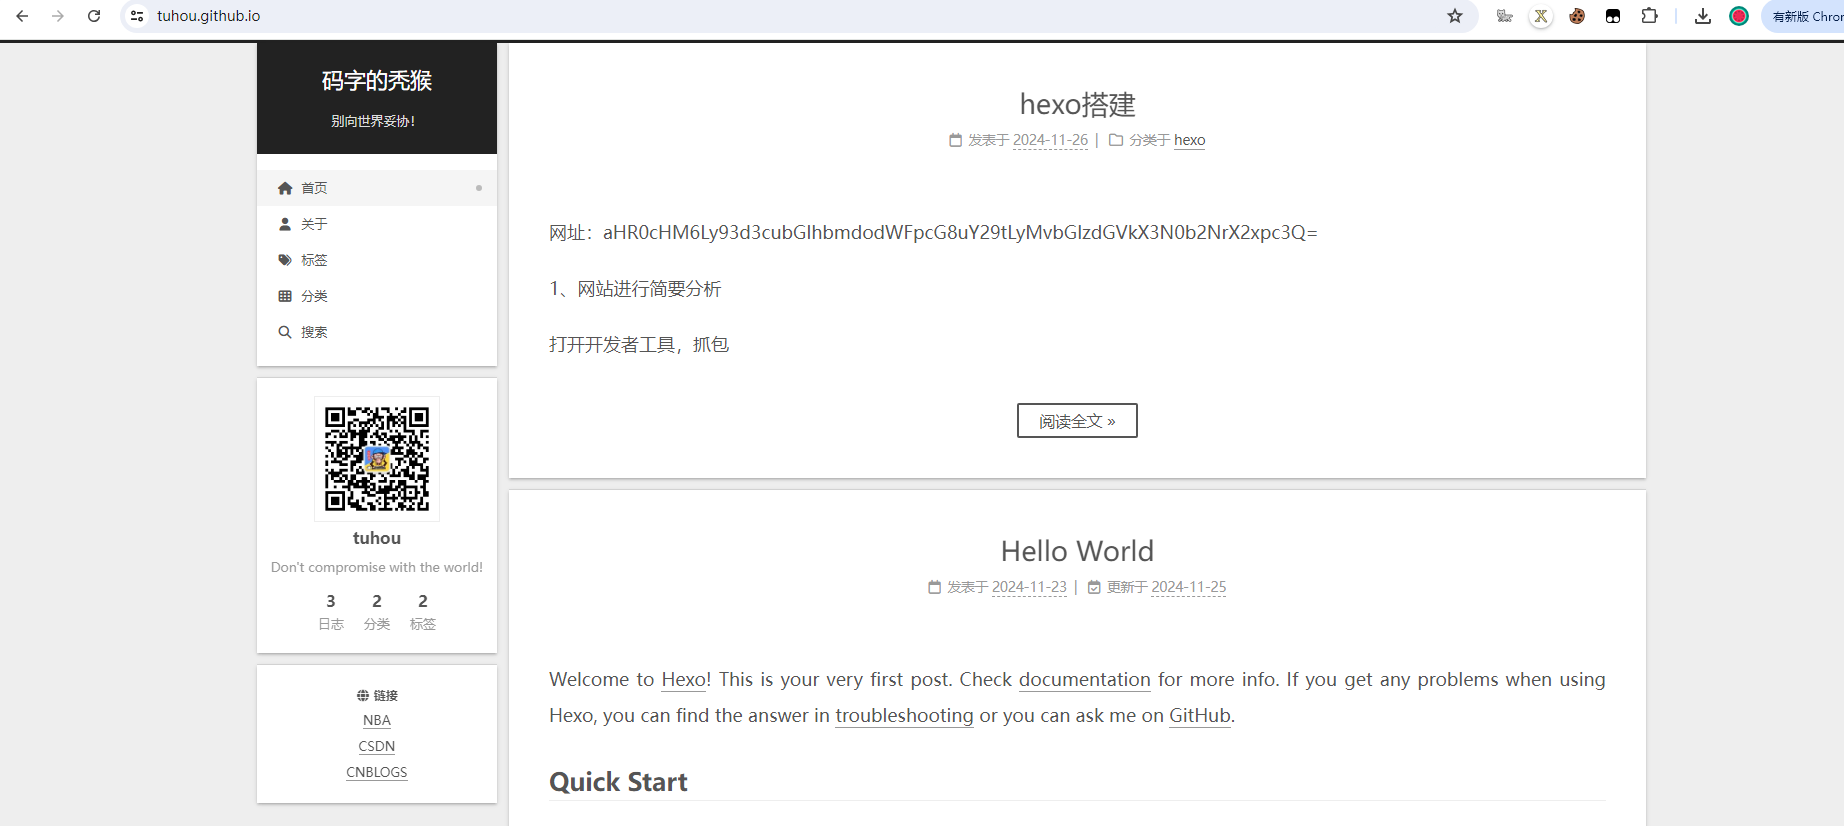 tuhou.github.io
有新版 Chror
码字的秃猴
别向世界妥协!
首页
关于
标签
分类
搜索
tuhou
Don't compromise with the world!
3 2 2
日志 分类 标签
链接
NBA
CSDN
CNBLOGS
hexo搭建
发表于 2024-11-26 | 分类于 hexo
网址：aHR0cHM6Ly93d3cubGlhbmdodWFpcG8uY29tLyMvbGlzdGVkX3N0b2NrX2xpc3Q=
1、网站进行简要分析
打开开发者工具，抓包
阅读全文 »
Hello World
发表于 2024-11-23 | 更新于 2024-11-25
Welcome to Hexo! This is your very first post. Check documentation for more info. If you get any problems when using
Hexo, you can find the answer in troubleshooting or you can ask me on GitHub.
Quick Start